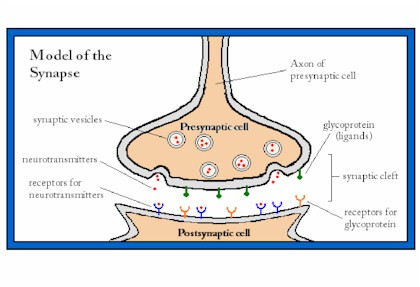 Model of the
Synapse
Axon of
presynaptic cell
synaptic vesicles
Presynaptic cell
glycoprotein
(ligands)
neurotransmitters
synaptic cleft
receptors for
neurotransmitters
receptors for
glycoprotein
Postsynaptic cell